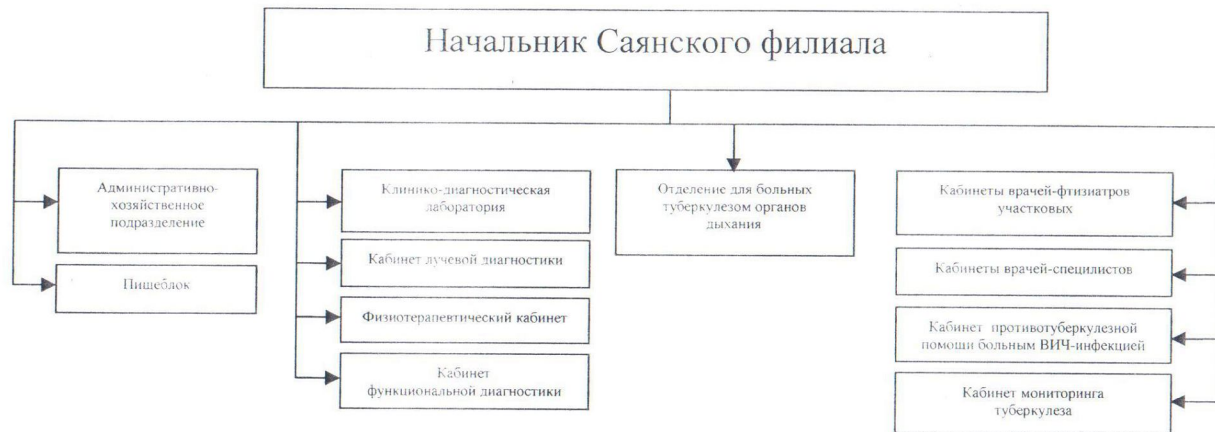 Начальник Саянского филиала
Административно-
хозяйственное
подразделение
Пищеблок
Клинико-диагностическая
лаборатория
Кабинет лучевой диагностики
Физиотерапевтический кабинет
Кабинет
функциональной диагностики
Отделение для больных
туберкулезом органов
дыхания
Кабинеты врачей-фтизиатров
участковых
Кабинеты врачей-специлистов
Кабинет противотуберкулезной
помощи больным ВИЧ-инфекцией
Кабинет мониторинга
туберкулеза